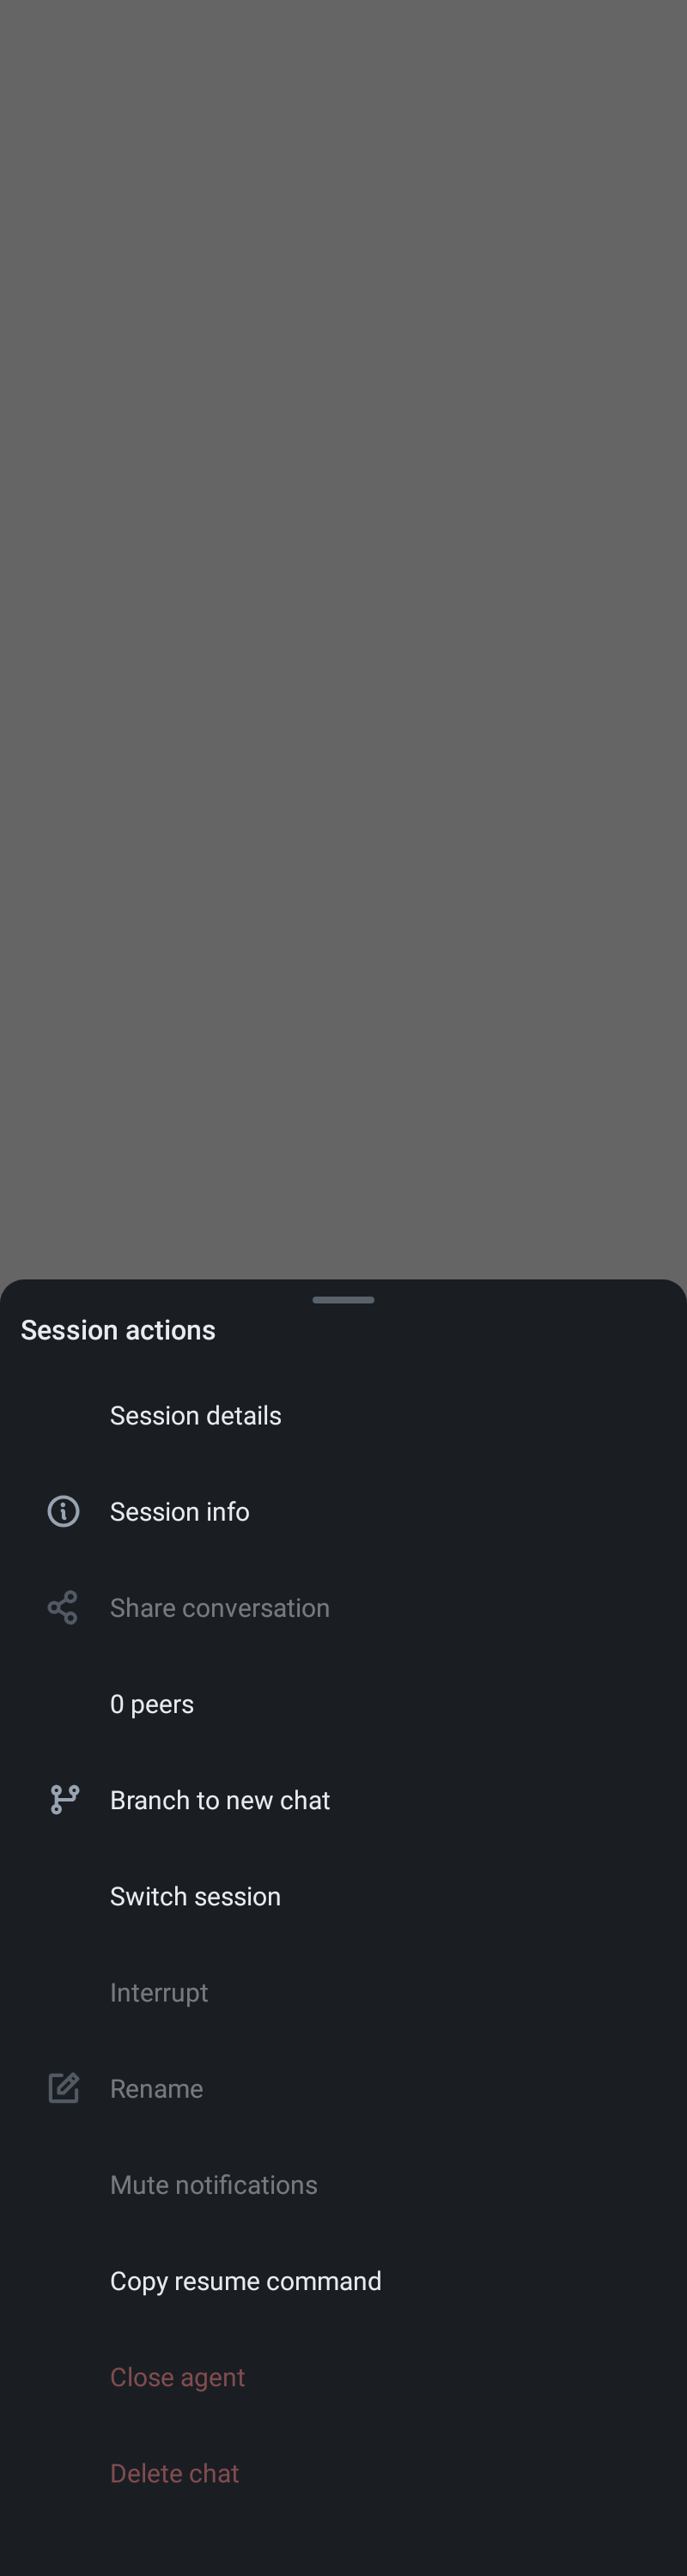 Session actions
Session details
Session info
Share conversation
0 peers
Branch to new chat
Switch session
Interrupt
Rename
Mute notifications
Copy resume command
Close agent
Delete chat